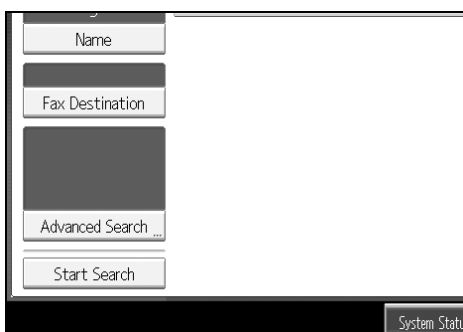 Name
Fax Destination
Advanced Search ...
Start Search
System Statu